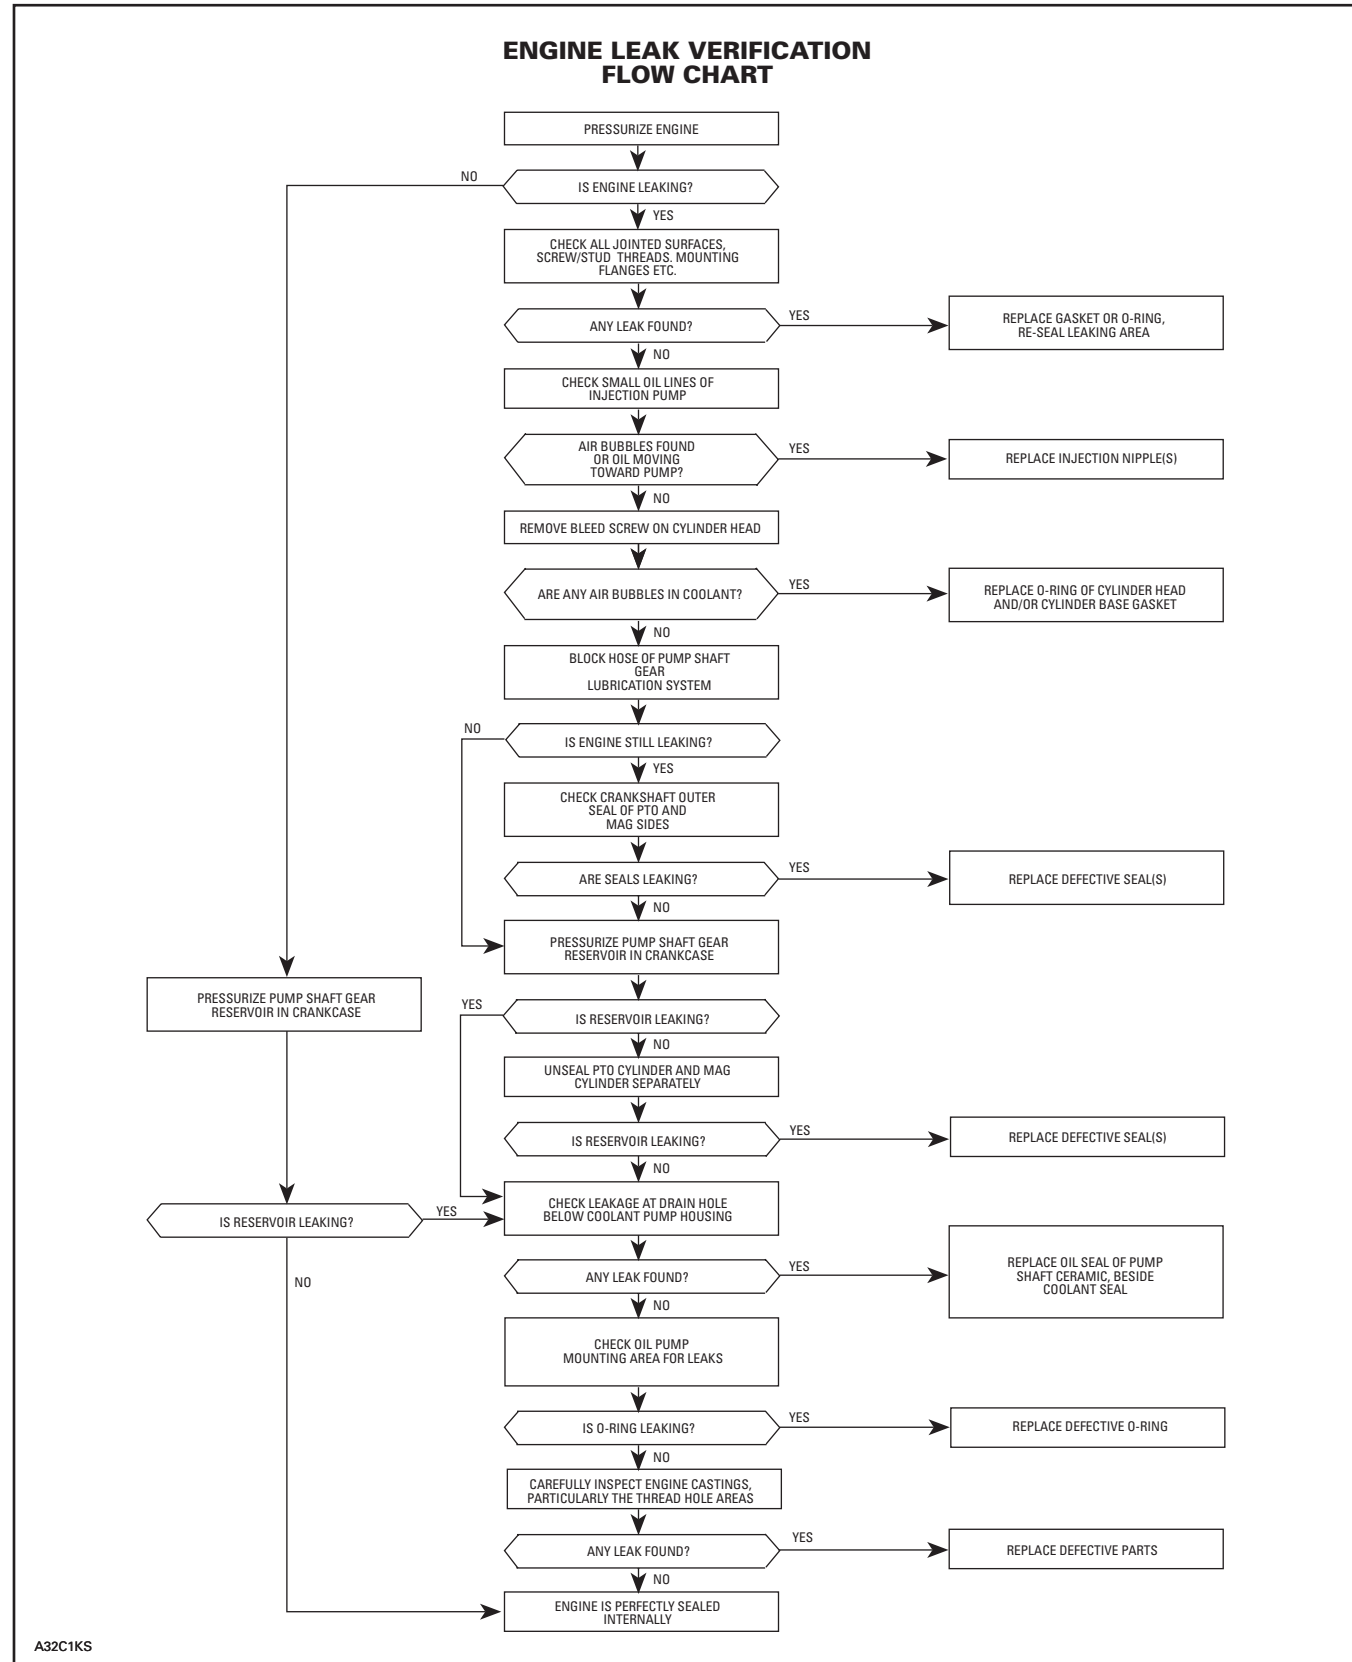 ENGINE LEAK VERIFICATION
FLOW CHART
PRESSURIZE ENGINE
NO
IS ENGINE LEAKING?
YES
CHECK ALL JOINTED SURFACES,
SCREW/STUD THREADS. MOUNTING
FLANGES ETC.
ANY LEAK FOUND?
YES
REPLACE GASKET OR O-RING,
RE-SEAL LEAKING AREA
NO
CHECK SMALL OIL LINES OF
INJECTION PUMP
AIR BUBBLES FOUND
OR OIL MOVING
TOWARD PUMP?
YES
REPLACE INJECTION NIPPLE(S)
NO
REMOVE BLEED SCREW ON CYLINDER HEAD
ARE ANY AIR BUBBLES IN COOLANT?
YES
REPLACE O-RING OF CYLINDER HEAD
AND/OR CYLINDER BASE GASKET
NO
BLOCK HOSE OF PUMP SHAFT
GEAR
LUBRICATION SYSTEM
NO
IS ENGINE STILL LEAKING?
YES
CHECK CRANKSHAFT OUTER
SEAL OF PTO AND
MAG SIDES
ARE SEALS LEAKING?
YES
REPLACE DEFECTIVE SEAL(S)
NO
PRESSURIZE PUMP SHAFT GEAR
RESERVOIR IN CRANKCASE
PRESSURIZE PUMP SHAFT GEAR
RESERVOIR IN CRANKCASE
YES
IS RESERVOIR LEAKING?
NO
UNSEAL PTO CYLINDER AND MAG
CYLINDER SEPARATELY
IS RESERVOIR LEAKING?
YES
REPLACE DEFECTIVE SEAL(S)
NO
CHECK LEAKAGE AT DRAIN HOLE
BELOW COOLANT PUMP HOUSING
IS RESERVOIR LEAKING?
YES
NO
ANY LEAK FOUND?
YES
REPLACE OIL SEAL OF PUMP
SHAFT CERAMIC, BESIDE
COOLANT SEAL
NO
CHECK OIL PUMP
MOUNTING AREA FOR LEAKS
IS O-RING LEAKING?
YES
REPLACE DEFECTIVE O-RING
NO
CAREFULLY INSPECT ENGINE CASTINGS,
PARTICULARLY THE THREAD HOLE AREAS
ANY LEAK FOUND?
YES
REPLACE DEFECTIVE PARTS
NO
ENGINE IS PERFECTLY SEALED
INTERNALLY
A32C1KS